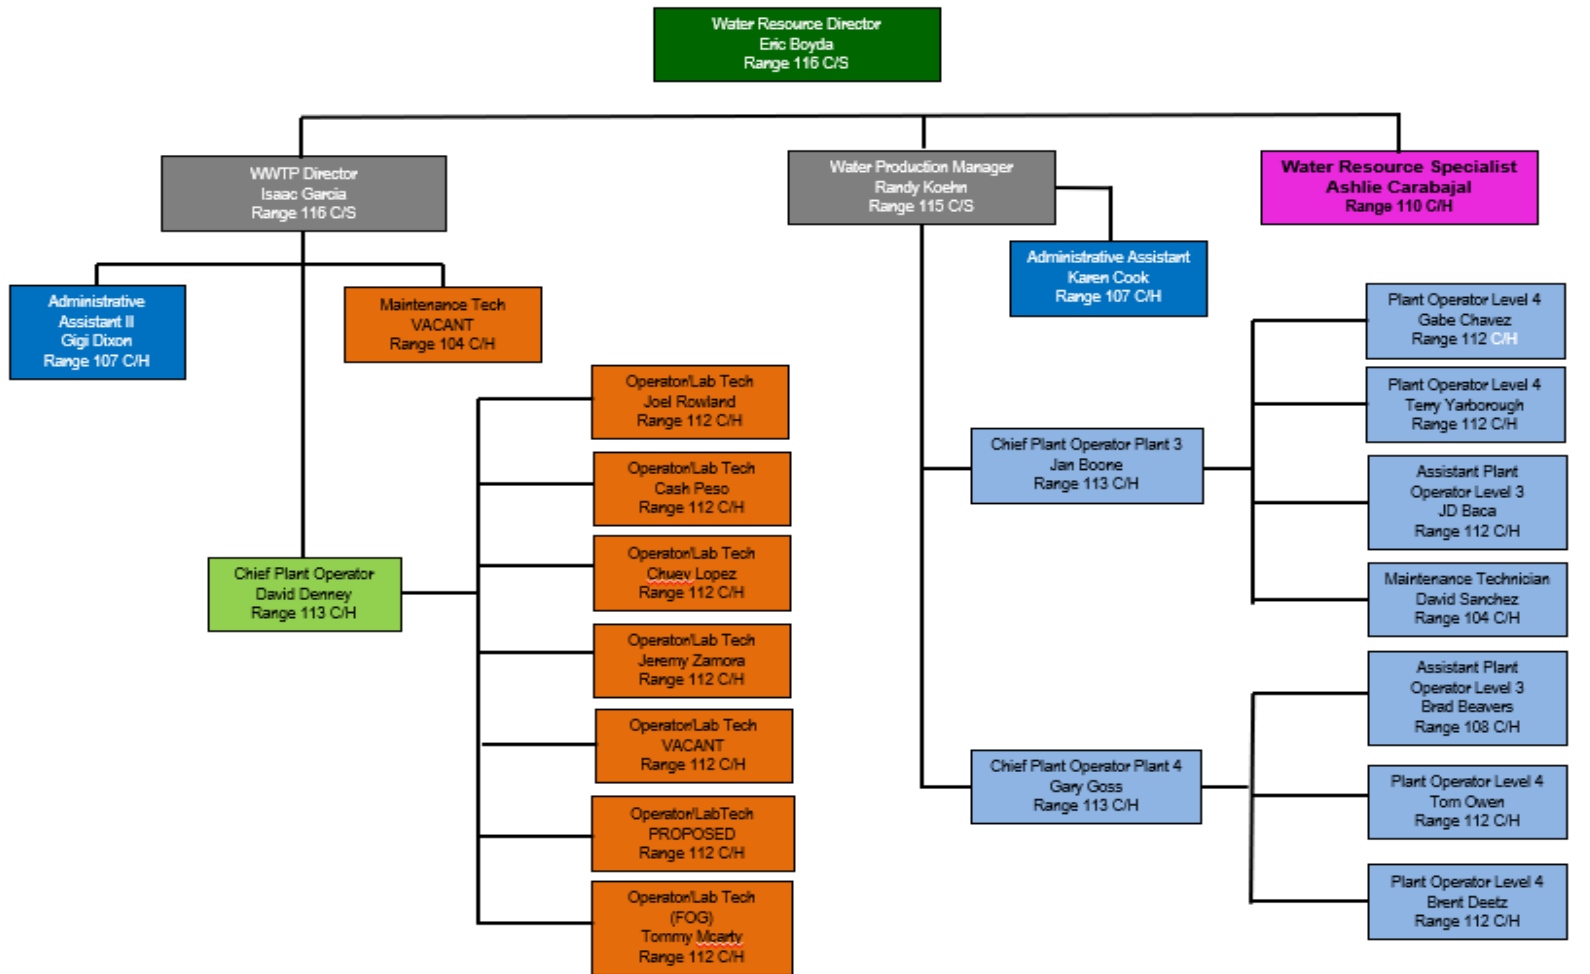 Water Resource Director
Eric Boyda
Range 116 C/S
WWTP Director
Isaac Garcia
Range 116 C/S
Water Production Manager
Randy Koehn
Range 115 C/S
Water Resource Specialist
Ashlie Carabajal
Range 110 C/H
Administrative
Assistant II
Gigi Dixon
Range 107 C/H
Maintenance Tech
VACANT
Range 104 C/H
Administrative Assistant
Karen Cook
Range 107 C/H
Chief Plant Operator
David Denney
Range 113 C/H
Operator/Lab Tech
Joel Rowland
Range 112 C/H
Operator/Lab Tech
Cash Peso
Range 112 C/H
Operator/Lab Tech
Chuey Lopez
Range 112 C/H
Operator/Lab Tech
Jeremy Zamora
Range 112 C/H
Operator/Lab Tech
VACANT
Range 112 C/H
Operator/LabTech
PROPOSED
Range 112 C/H
Operator/Lab Tech
(FOG)
Tommy Mcarty
Range 112 C/H
Chief Plant Operator Plant 3
Jan Boone
Range 113 C/H
Plant Operator Level 4
Gabe Chavez
Range 112 C/H
Plant Operator Level 4
Terry Yarborough
Range 112 C/H
Assistant Plant
Operator Level 3
JD Baca
Range 112 C/H
Maintenance Technician
David Sanchez
Range 104 C/H
Chief Plant Operator Plant 4
Gary Goss
Range 113 C/H
Assistant Plant
Operator Level 3
Brad Beavers
Range 108 C/H
Plant Operator Level 4
Tom Owen
Range 112 C/H
Plant Operator Level 4
Brent Deetz
Range 112 C/H